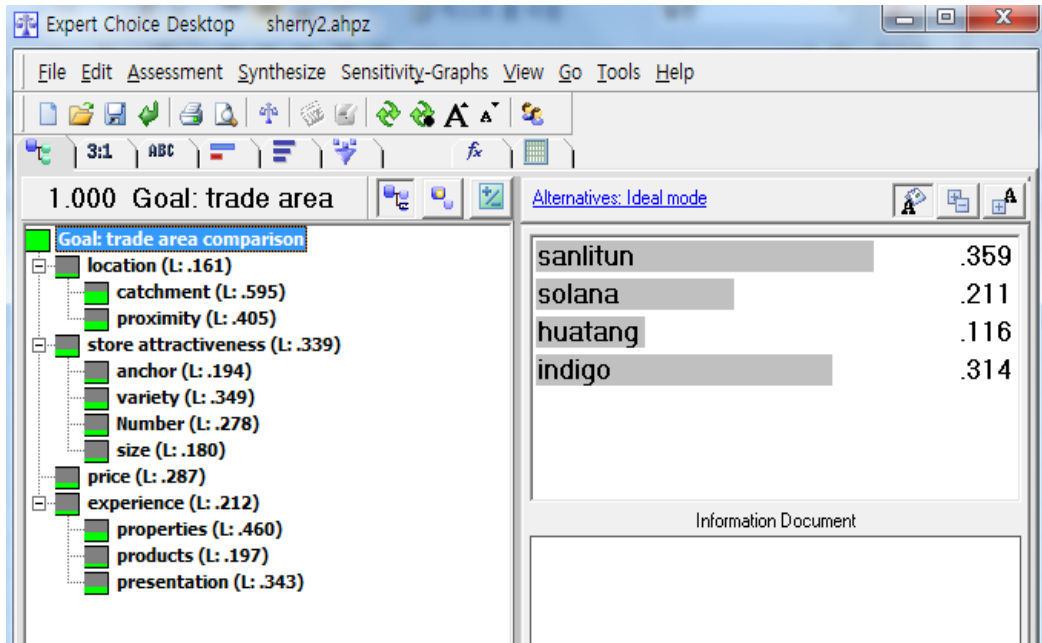 Expert Choice Desktop sherry2.ahpz
File Edit Assessment Synthesize Sensitivity-Graphs View Go Tools Help
3:1 ABC fx
1.000 Goal: trade area
Alternatives: Ideal mode
Goal: trade area comparison
location (L: .161)
catchment (L: .595)
proximity (L: .405)
store attractiveness (L: .339)
anchor (L: .194)
variety (L: .349)
Number (L: .278)
size (L: .180)
price (L: .287)
experience (L: .212)
properties (L: .460)
products (L: .197)
presentation (L: .343)
sanlitun .359
solana .211
huatang .116
indigo .314
Information Document